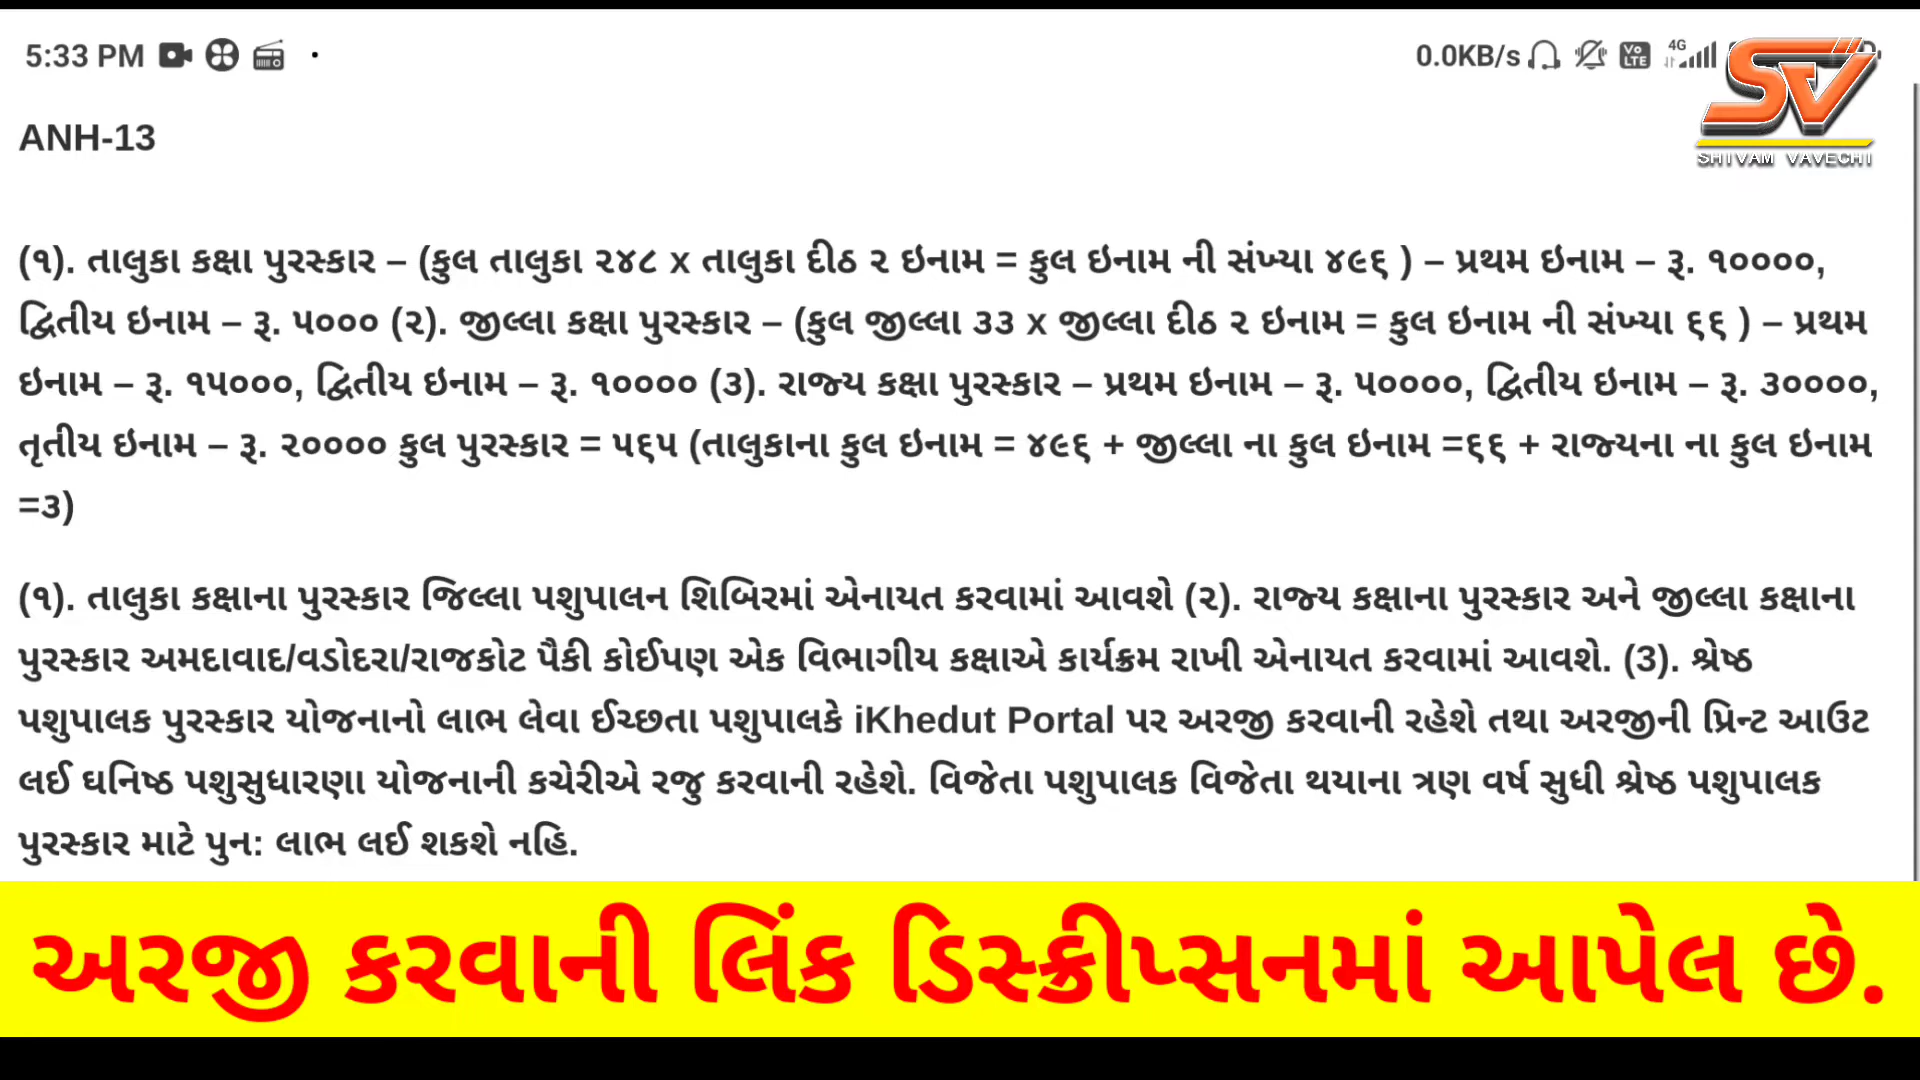 5:33 PM
0.0KB/s Vo LTE 4G
SV
SHIVAM VAVECHI
ANH-13
(૧). તાલુકા કક્ષા પુરસ્કાર – (કુલ તાલુકા ૨૪૮ x તાલુકા દીઠ ૨ ઇનામ = કુલ ઇનામ ની સંખ્યા ૪૯૬ ) – પ્રથમ ઇનામ – રૂ. ૧૦૦૦૦,
દ્વિતીય ઇનામ – રૂ. ૫૦૦૦ (૨). જીલ્લા કક્ષા પુરસ્કાર – (કુલ જીલ્લા ૩૩ x જીલ્લા દીઠ ૨ ઇનામ = કુલ ઇનામ ની સંખ્યા ૬૬ ) – પ્રથમ
ઇનામ – રૂ. ૧૫૦૦૦, દ્વિતીય ઇનામ – રૂ. ૧૦૦૦૦ (૩). રાજ્ય કક્ષા પુરસ્કાર – પ્રથમ ઇનામ – રૂ. ૫૦૦૦૦, દ્વિતીય ઇનામ – રૂ. ૩૦૦૦૦,
તૃતીય ઇનામ – રૂ. ૨૦૦૦૦ કુલ પુરસ્કાર = ૫૬૫ (તાલુકાના કુલ ઇનામ = ૪૯૬ + જીલ્લા ના કુલ ઇનામ =૬૬ + રાજ્યના ના કુલ ઇનામ
=૩)
(૧). તાલુકા કક્ષાના પુરસ્કાર જિલ્લા પશુપાલન શિબિરમાં એનાયત કરવામાં આવશે (૨). રાજ્ય કક્ષાના પુરસ્કાર અને જીલ્લા કક્ષાના
પુરસ્કાર અમદાવાદ/વડોદરા/રાજકોટ પૈકી કોઈપણ એક વિભાગીય કક્ષાએ કાર્યક્રમ રાખી એનાયત કરવામાં આવશે. (3). શ્રેષ્ઠ
પશુપાલક પુરસ્કાર યોજનાનો લાભ લેવા ઈચ્છતા પશુપાલકે iKhedut Portal પર અરજી કરવાની રહેશે તથા અરજીની પ્રિન્ટ આઉટ
લઈ ઘનિષ્ઠ પશુસુધારણા યોજનાની કચેરીએ રજુ કરવાની રહેશે. વિજેતા પશુપાલક વિજેતા થયાના ત્રણ વર્ષ સુધી શ્રેષ્ઠ પશુપાલક
પુરસ્કાર માટે પુન: લાભ લઈ શકશે નહિ.
અરજી કરવાની લિંક ડિસ્ક્રીપ્સનમાં આપેલ છે.